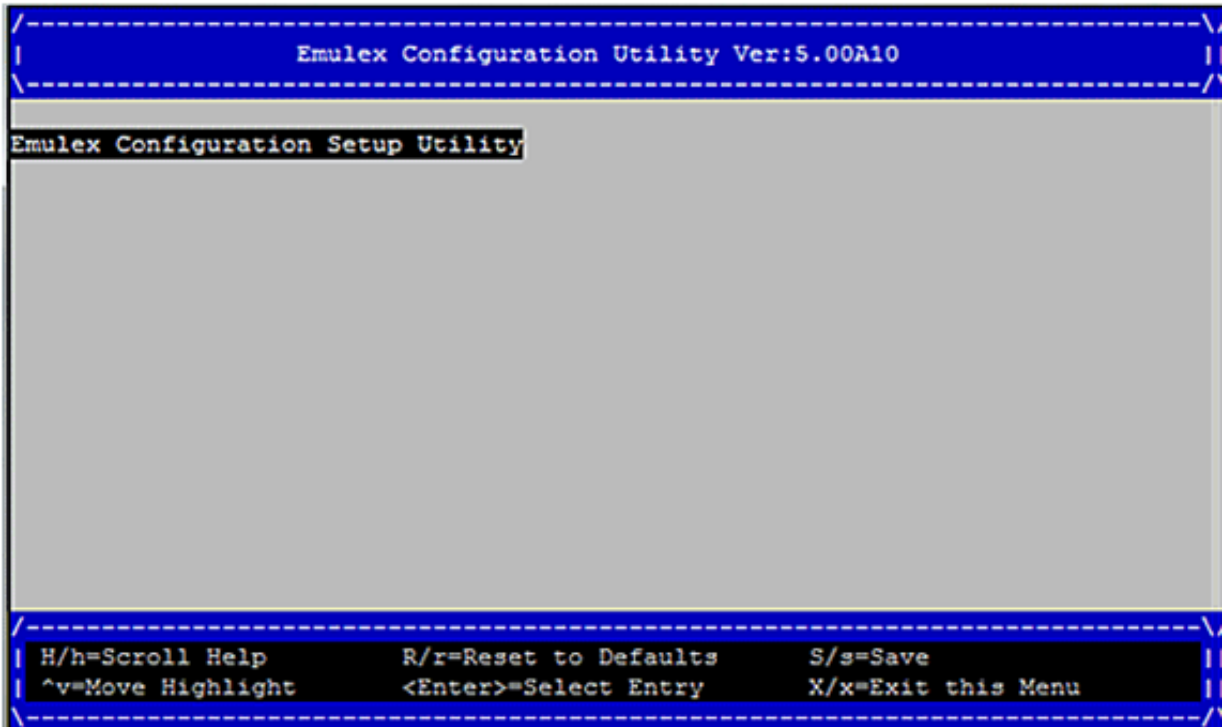 Emulex Configuration Utility Ver:5.00A10
Emulex Configuration Setup Utility
H/h=Scroll Help R/r=Reset to Defaults S/s=Save
^v=Move Highlight <Enter>=Select Entry X/x=Exit this Menu